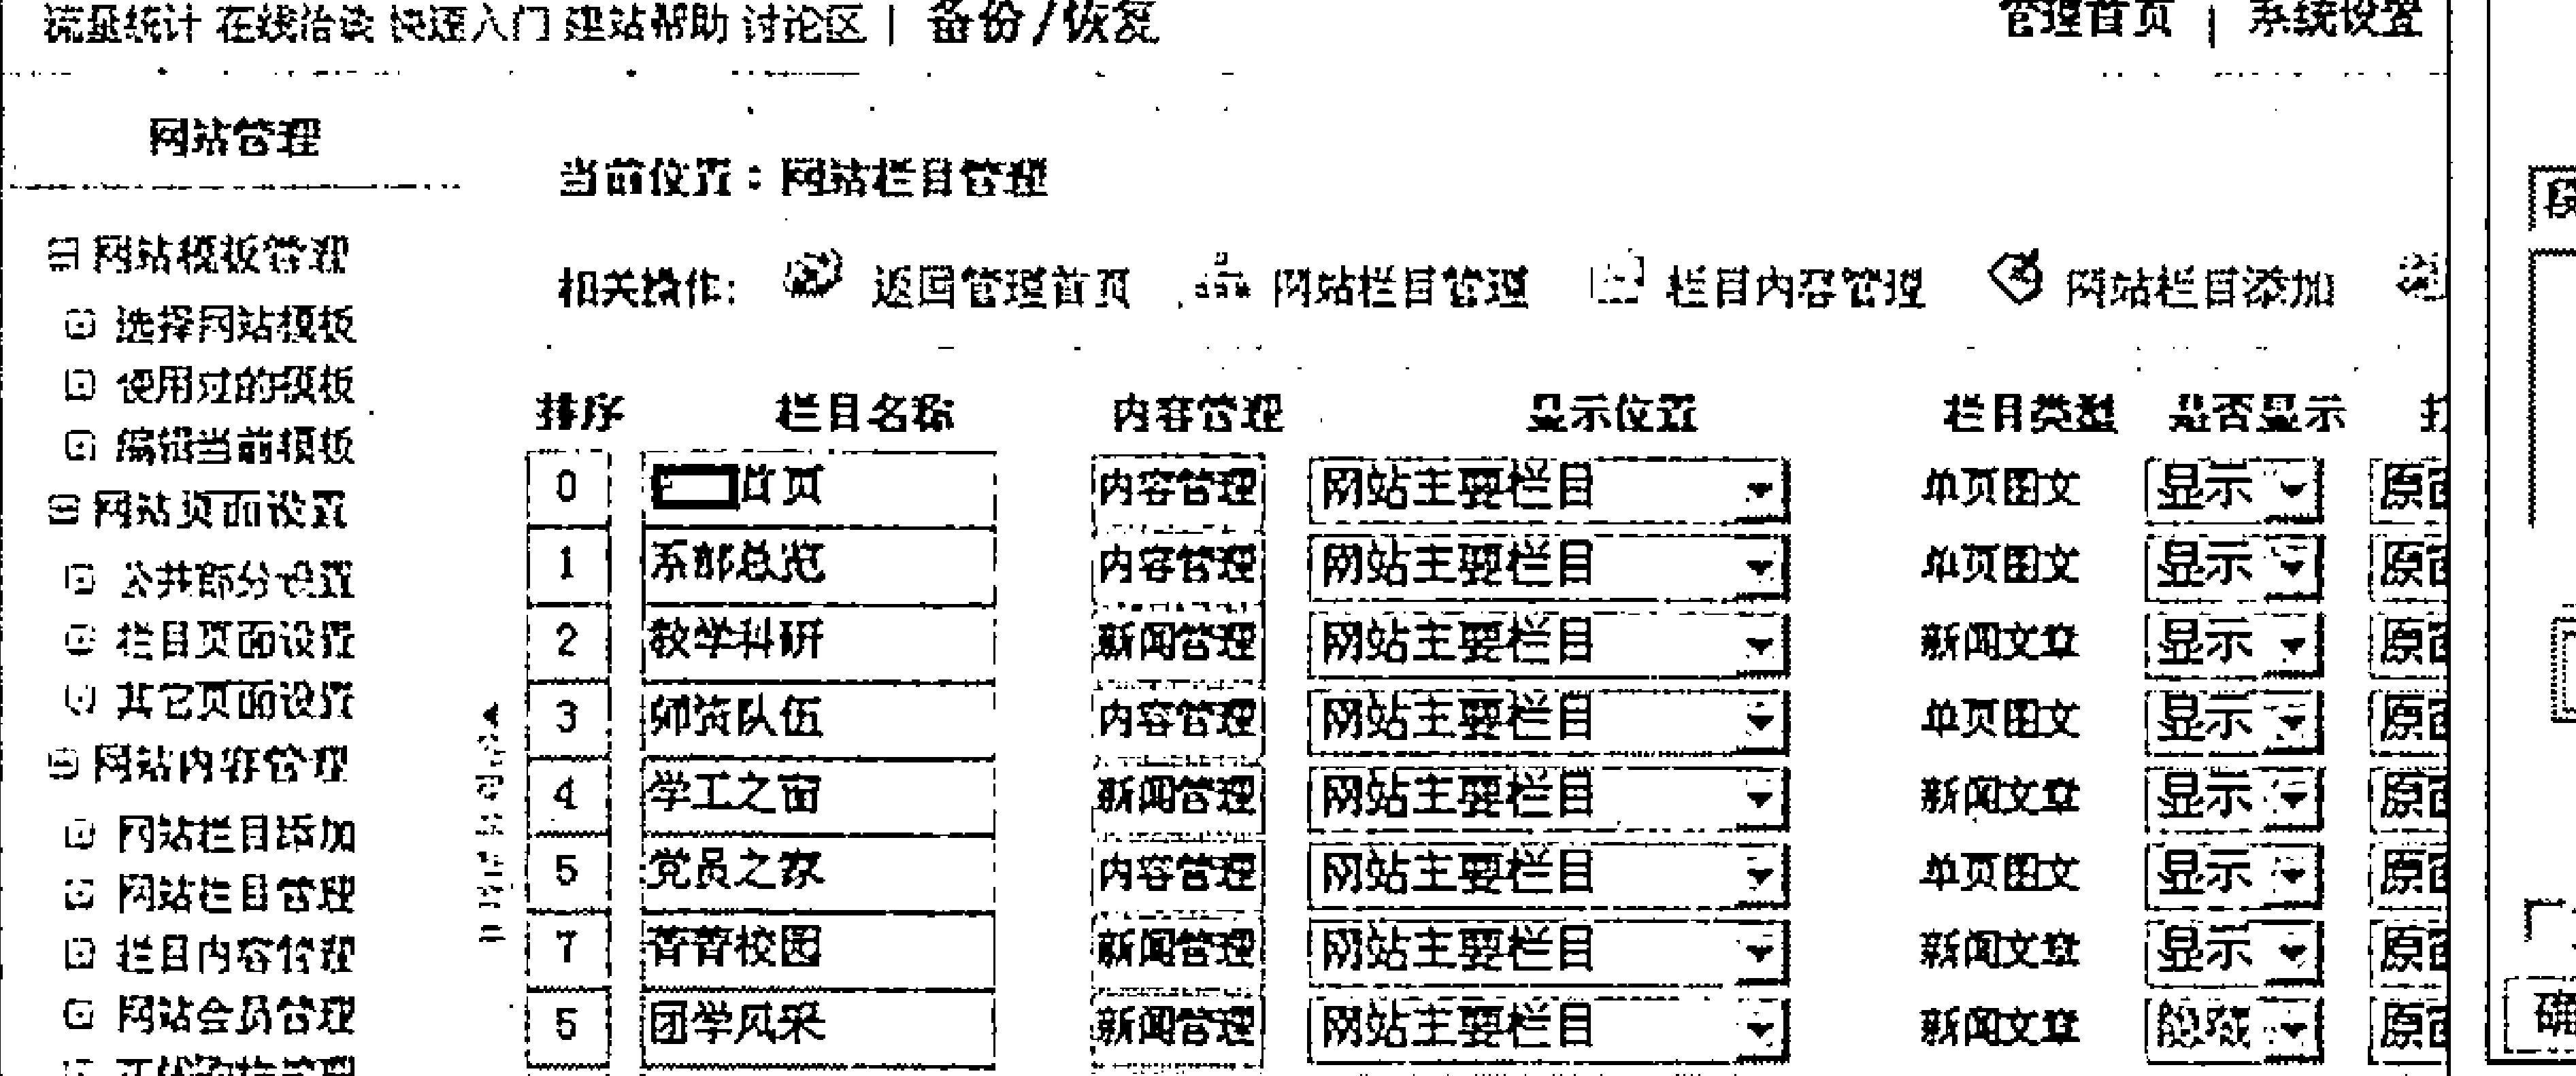 流量统计 在线洽谈 快速入门 建站帮助 讨论区 | 备份/恢复 管理首页 | 系统设置
网站管理
当前位置：网站栏目管理
网站模板管理
相关操作: 返回管理首页 网站栏目管理 栏目内容管理 网站栏目添加
选择网站模板
使用过的模板
编辑当前模板
网站页面设置
公共部分设置
栏目页面设置
其它页面设置
网站内容管理
网站栏目添加
网站栏目管理
栏目内容管理
网站会员管理
排序 栏目名称 内容管理 显示位置 栏目类型 是否显示
0 首页 内容管理 网站主要栏目 单页图文 显示 原
1 系部总览 内容管理 网站主要栏目 单页图文 显示 原
2 教学科研 新闻管理 网站主要栏目 新闻文章 显示 原
3 师资队伍 内容管理 网站主要栏目 单页图文 显示 原
4 学工之窗 新闻管理 网站主要栏目 新闻文章 显示 原
5 党员之家 内容管理 网站主要栏目 单页图文 显示 原
7 菁菁校园 新闻管理 网站主要栏目 新闻文章 显示 原
5 团学风采 新闻管理 网站主要栏目 新闻文章 隐藏 原
段
确